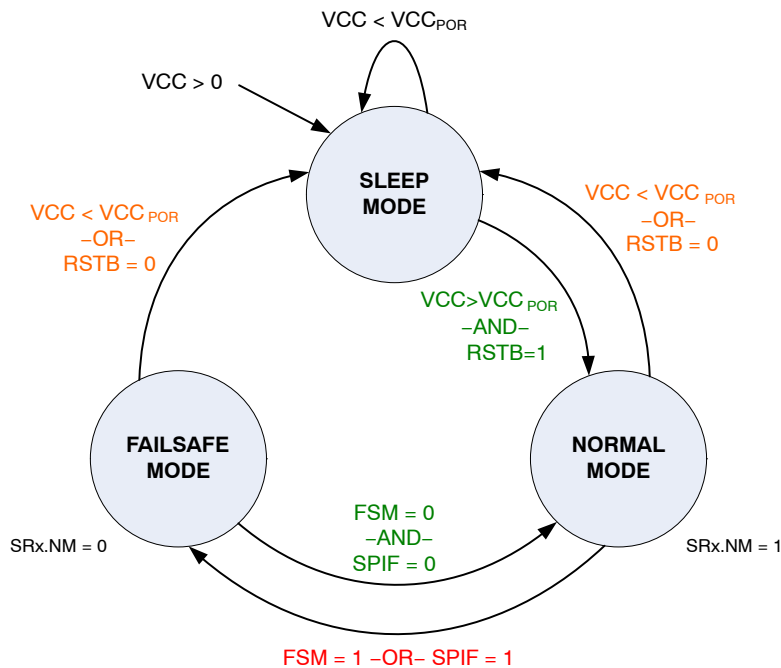 VCC < VCCPOR
VCC > 0
SLEEP
MODE
VCC < VCC POR
–OR–
RSTB = 0
VCC < VCC POR
–OR–
RSTB = 0
VCC>VCC POR
–AND–
RSTB=1
FAILSAFE
MODE
NORMAL
MODE
FSM = 0
–AND–
SPIF = 0
SRx.NM = 0
SRx.NM = 1
FSM = 1 –OR– SPIF = 1